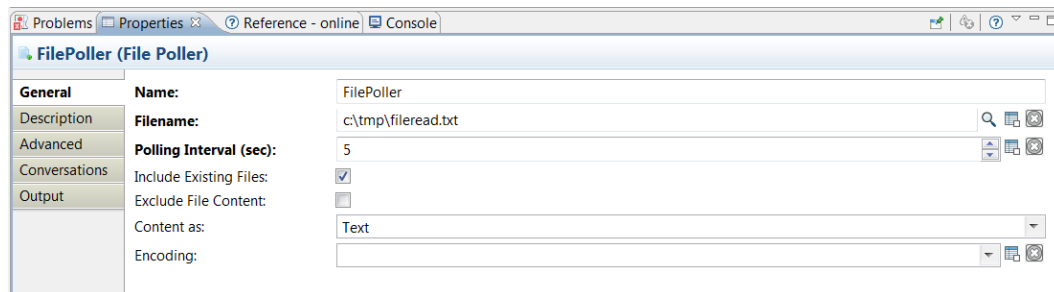 Problems Properties Reference - online Console
FilePoller (File Poller)
General Name: FilePoller
Description Filename: c:\tmp\fileread.txt
Advanced Polling Interval (sec): 5
Conversations Include Existing Files:
Output Exclude File Content:
Content as: Text
Encoding: